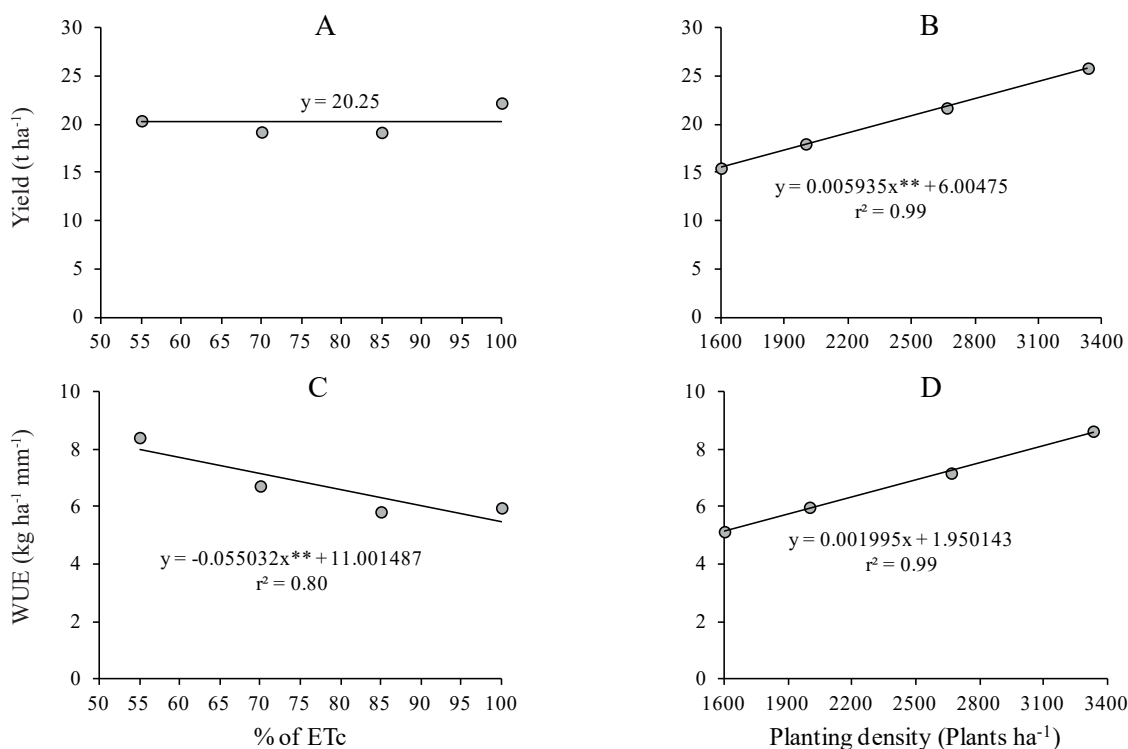 A
Yield (t ha⁻¹)
30
25
20
15
10
5
0
y = 20.25
50 55 60 65 70 75 80 85 90 95 100
B
30
25
20
15
10
5
0
y = 0.005935x** + 6.00475
r² = 0.99
1600 1900 2200 2500 2800 3100 3400
C
WUE (kg ha⁻¹ mm⁻¹)
10
8
6
4
2
0
y = -0.055032x** + 11.001487
r² = 0.80
50 55 60 65 70 75 80 85 90 95 100
% of ETc
D
10
8
6
4
2
0
y = 0.001995x + 1.950143
r² = 0.99
1600 1900 2200 2500 2800 3100 3400
Planting density (Plants ha⁻¹)